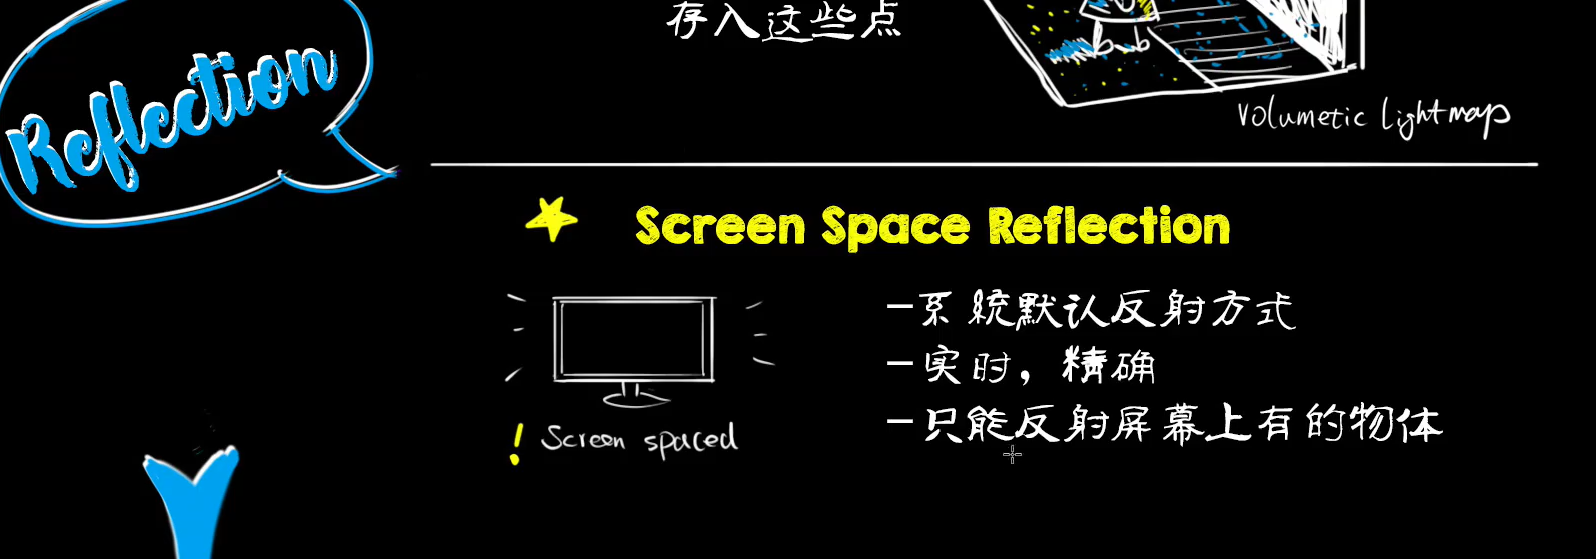 存入这些点
Reflection
Volumetic Lightmap
Screen Space Reflection
-系统默认反射方式
-实时，精确
-只能反射屏幕上有的物体
! Screen spaced